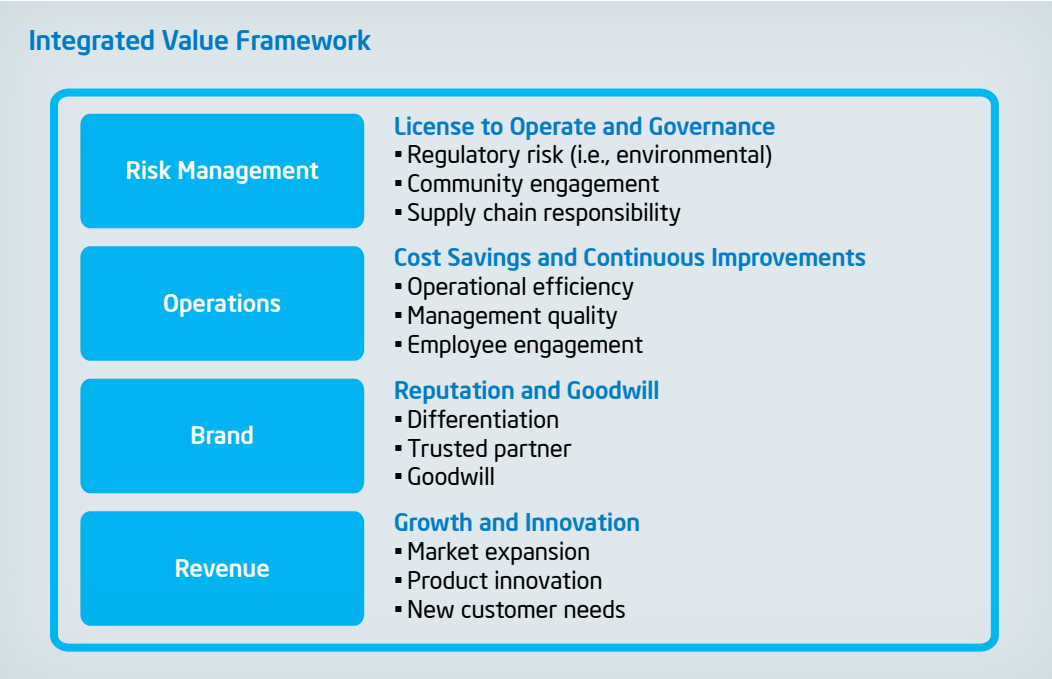 Integrated Value Framework
Risk Management
License to Operate and Governance
▪ Regulatory risk (i.e., environmental)
▪ Community engagement
▪ Supply chain responsibility
Operations
Cost Savings and Continuous Improvements
▪ Operational efficiency
▪ Management quality
▪ Employee engagement
Brand
Reputation and Goodwill
▪ Differentiation
▪ Trusted partner
▪ Goodwill
Revenue
Growth and Innovation
▪ Market expansion
▪ Product innovation
▪ New customer needs